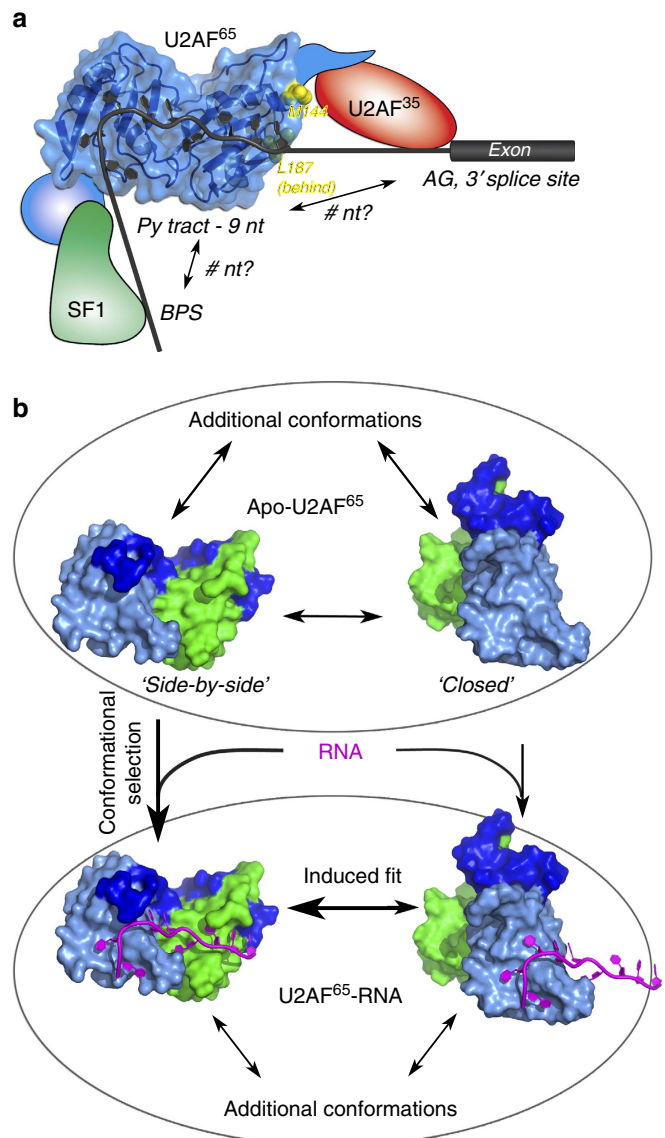 a
U2AF65
U2AF35
M144
Exon
L187
(behind)
AG, 3' splice site
# nt?
Py tract - 9 nt
# nt?
SF1
BPS
b
Additional conformations
Apo-U2AF65
'Side-by-side'
'Closed'
Conformational
selection
RNA
Induced fit
U2AF65-RNA
Additional conformations